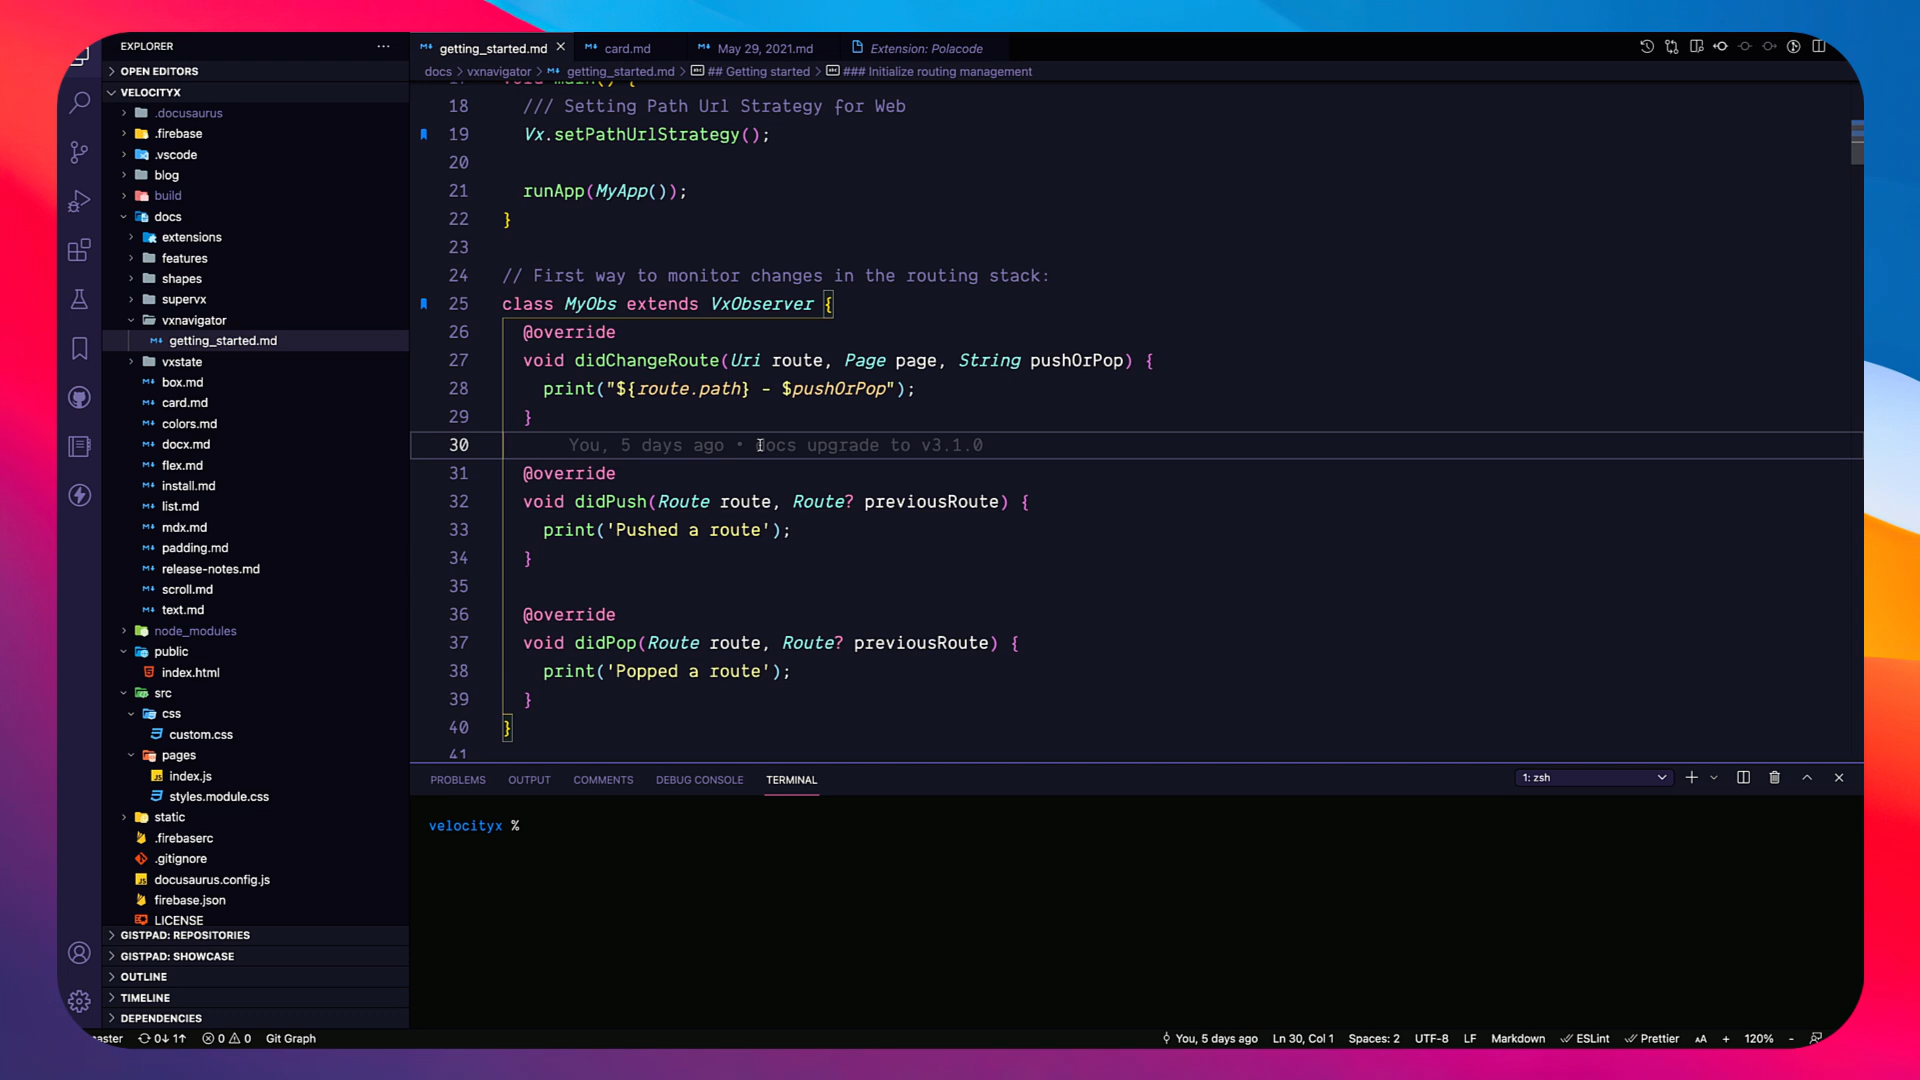 EXPLORER
OPEN EDITORS
VELOCITYX
.docusaurus
.firebase
.vscode
blog
build
docs
extensions
features
shapes
supervx
vxnavigator
getting_started.md
vxstate
box.md
card.md
colors.md
docx.md
flex.md
install.md
list.md
mdx.md
padding.md
release-notes.md
scroll.md
text.md
node_modules
public
index.html
src
css
custom.css
pages
index.js
styles.module.css
static
.firebaserc
.gitignore
docusaurus.config.js
firebase.json
LICENSE
GISTPAD: REPOSITORIES
GISTPAD: SHOWCASE
OUTLINE
TIMELINE
DEPENDENCIES
getting_started.md card.md May 29, 2021.md Extension: Polacode
docs > vxnavigator > getting_started.md > ## Getting started > ### Initialize routing management
17 void main() {
18 /// Setting Path Url Strategy for Web
19 Vx.setPathUrlStrategy();
20
21 runApp(MyApp());
22 }
23
24 // First way to monitor changes in the routing stack:
25 class MyObs extends VxObserver {
26 @override
27 void didChangeRoute(Uri route, Page page, String pushOrPop) {
28 print("${route.path} - $pushOrPop");
29 }
30 You, 5 days ago • docs upgrade to v3.1.0
31 @override
32 void didPush(Route route, Route? previousRoute) {
33 print('Pushed a route');
34 }
35
36 @override
37 void didPop(Route route, Route? previousRoute) {
38 print('Popped a route');
39 }
40 }
41
PROBLEMS OUTPUT COMMENTS DEBUG CONSOLE TERMINAL 1: zsh
velocityx %
aster 0↓ 1↑ 0 0 Git Graph You, 5 days ago Ln 30, Col 1 Spaces: 2 UTF-8 LF Markdown ESLint Prettier AA + 120% -